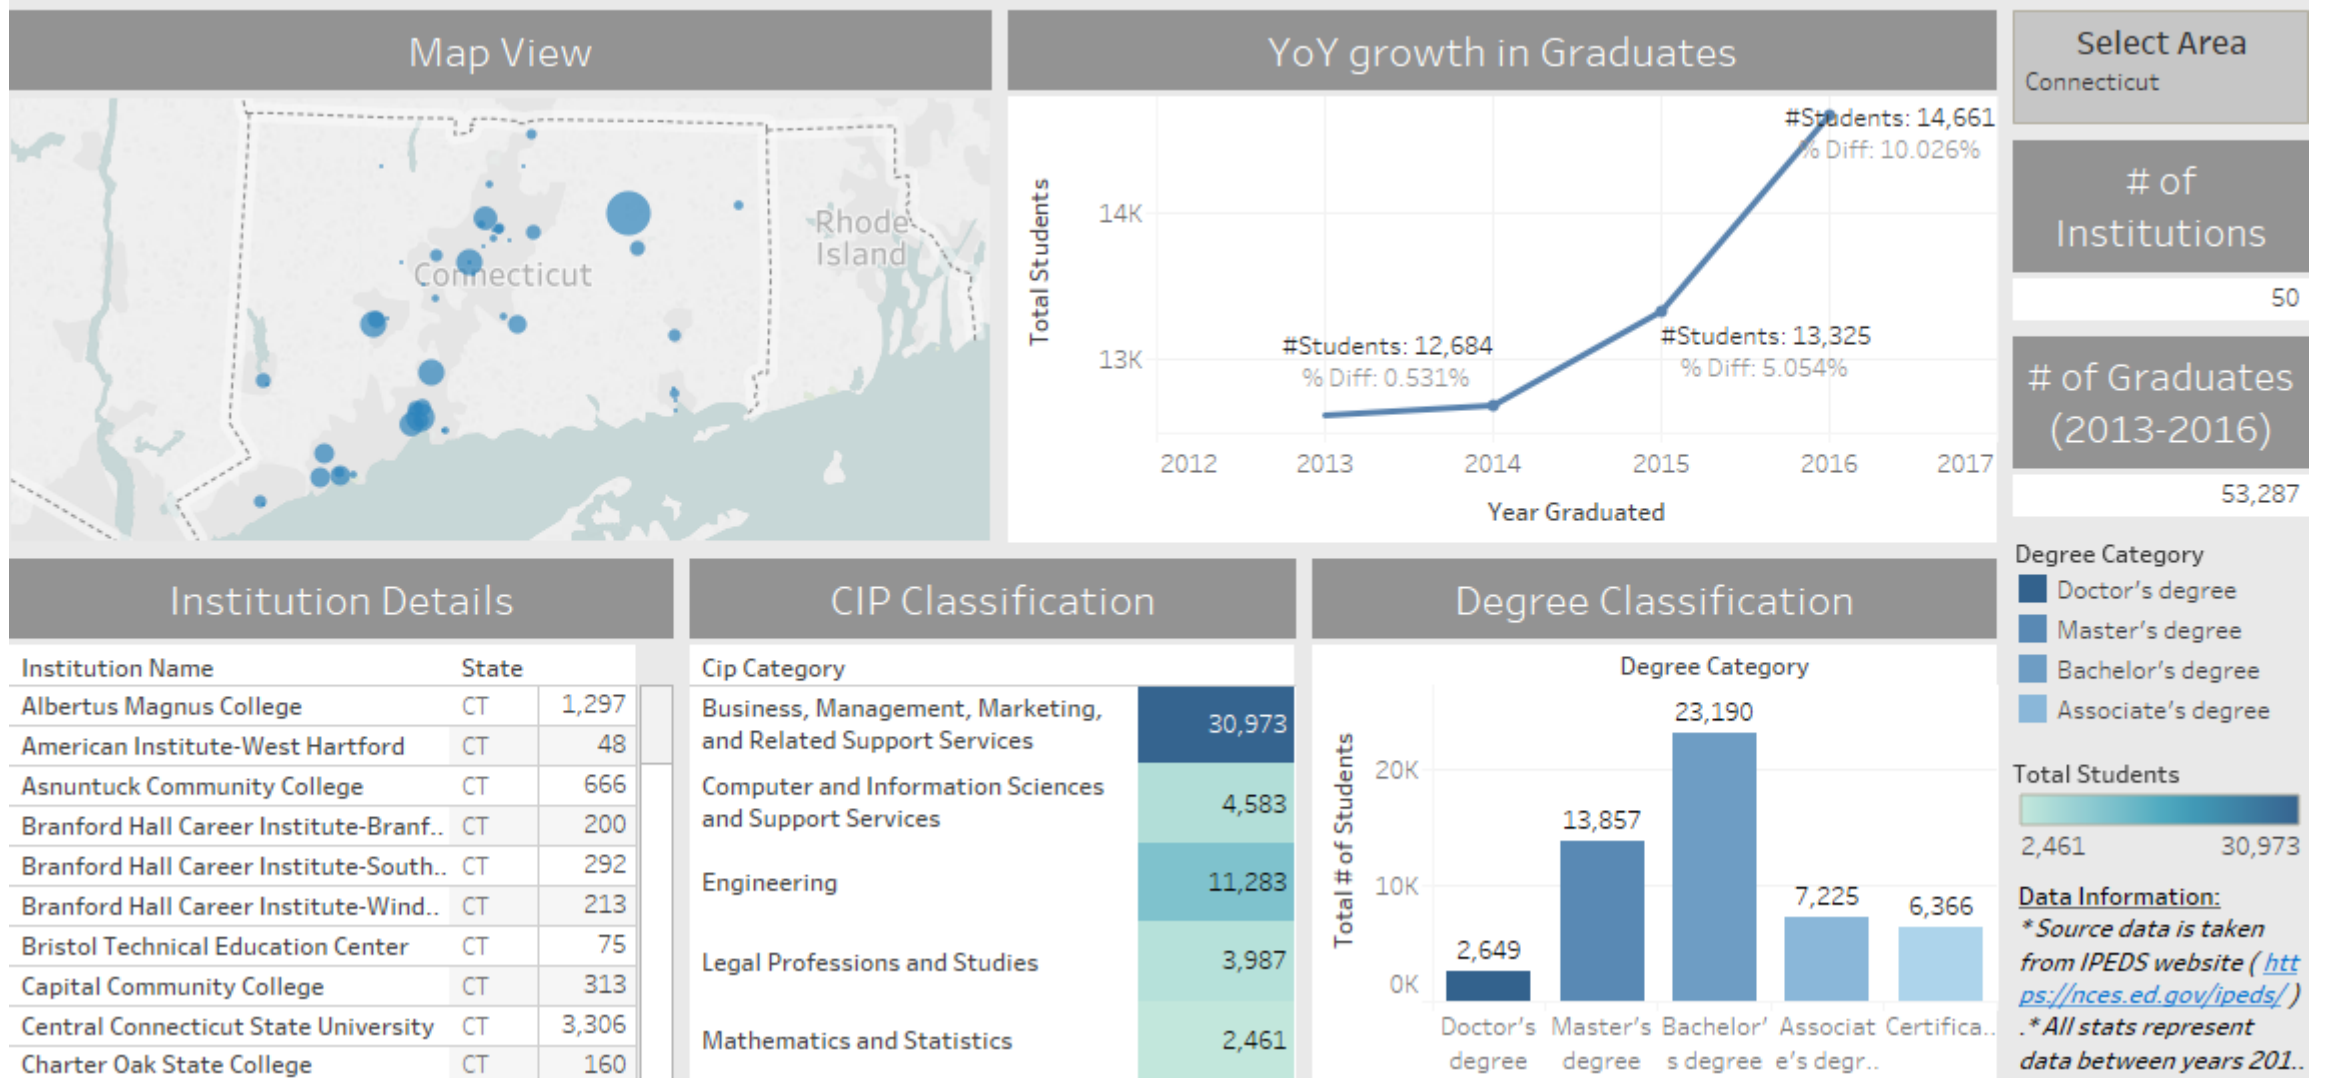 Map View
Connecticut
Rhode
Island
YoY growth in Graduates
Total Students
14K
13K
#Students: 14,661
% Diff: 10.026%
#Students: 12,684
% Diff: 0.531%
#Students: 13,325
% Diff: 5.054%
2012 2013 2014 2015 2016 2017
Year Graduated
Select Area
Connecticut
# of
Institutions
50
# of Graduates
(2013-2016)
53,287
Degree Category
Doctor's degree
Master's degree
Bachelor's degree
Associate's degree
Total Students
2,461 30,973
Data Information:
* Source data is taken
from IPEDS website ( htt
ps://nces.ed.gov/ipeds/ )
.* All stats represent
data between years 201..
Institution Details
Institution Name State
Albertus Magnus College CT 1,297
American Institute-West Hartford CT 48
Asnuntuck Community College CT 666
Branford Hall Career Institute-Branf.. CT 200
Branford Hall Career Institute-South.. CT 292
Branford Hall Career Institute-Wind.. CT 213
Bristol Technical Education Center CT 75
Capital Community College CT 313
Central Connecticut State University CT 3,306
Charter Oak State College CT 160
CIP Classification
Cip Category
Business, Management, Marketing,
and Related Support Services 30,973
Computer and Information Sciences
and Support Services 4,583
Engineering 11,283
Legal Professions and Studies 3,987
Mathematics and Statistics 2,461
Degree Classification
Degree Category
Total # of Students
20K
10K
0K
2,649
13,857
23,190
7,225
6,366
Doctor's Master's Bachelor' Associat Certifica..
degree degree s degree e's degr..